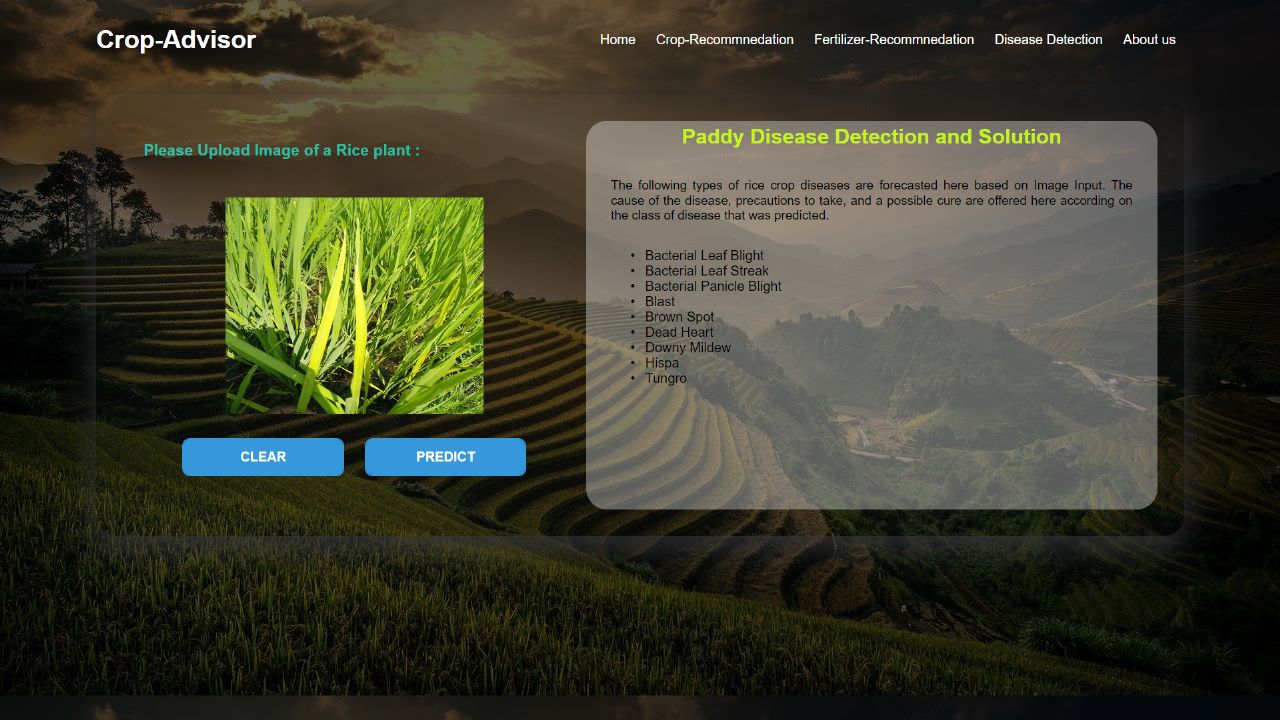 Crop-Advisor
Home Crop-Recommnedation Fertilizer-Recommnedation Disease Detection About us
Please Upload Image of a Rice plant :
CLEAR PREDICT
Paddy Disease Detection and Solution
The following types of rice crop diseases are forecasted here based on Image Input. The
cause of the disease, precautions to take, and a possible cure are offered here according on
the class of disease that was predicted.
• Bacterial Leaf Blight
• Bacterial Leaf Streak
• Bacterial Panicle Blight
• Blast
• Brown Spot
• Dead Heart
• Downy Mildew
• Hispa
• Tungro